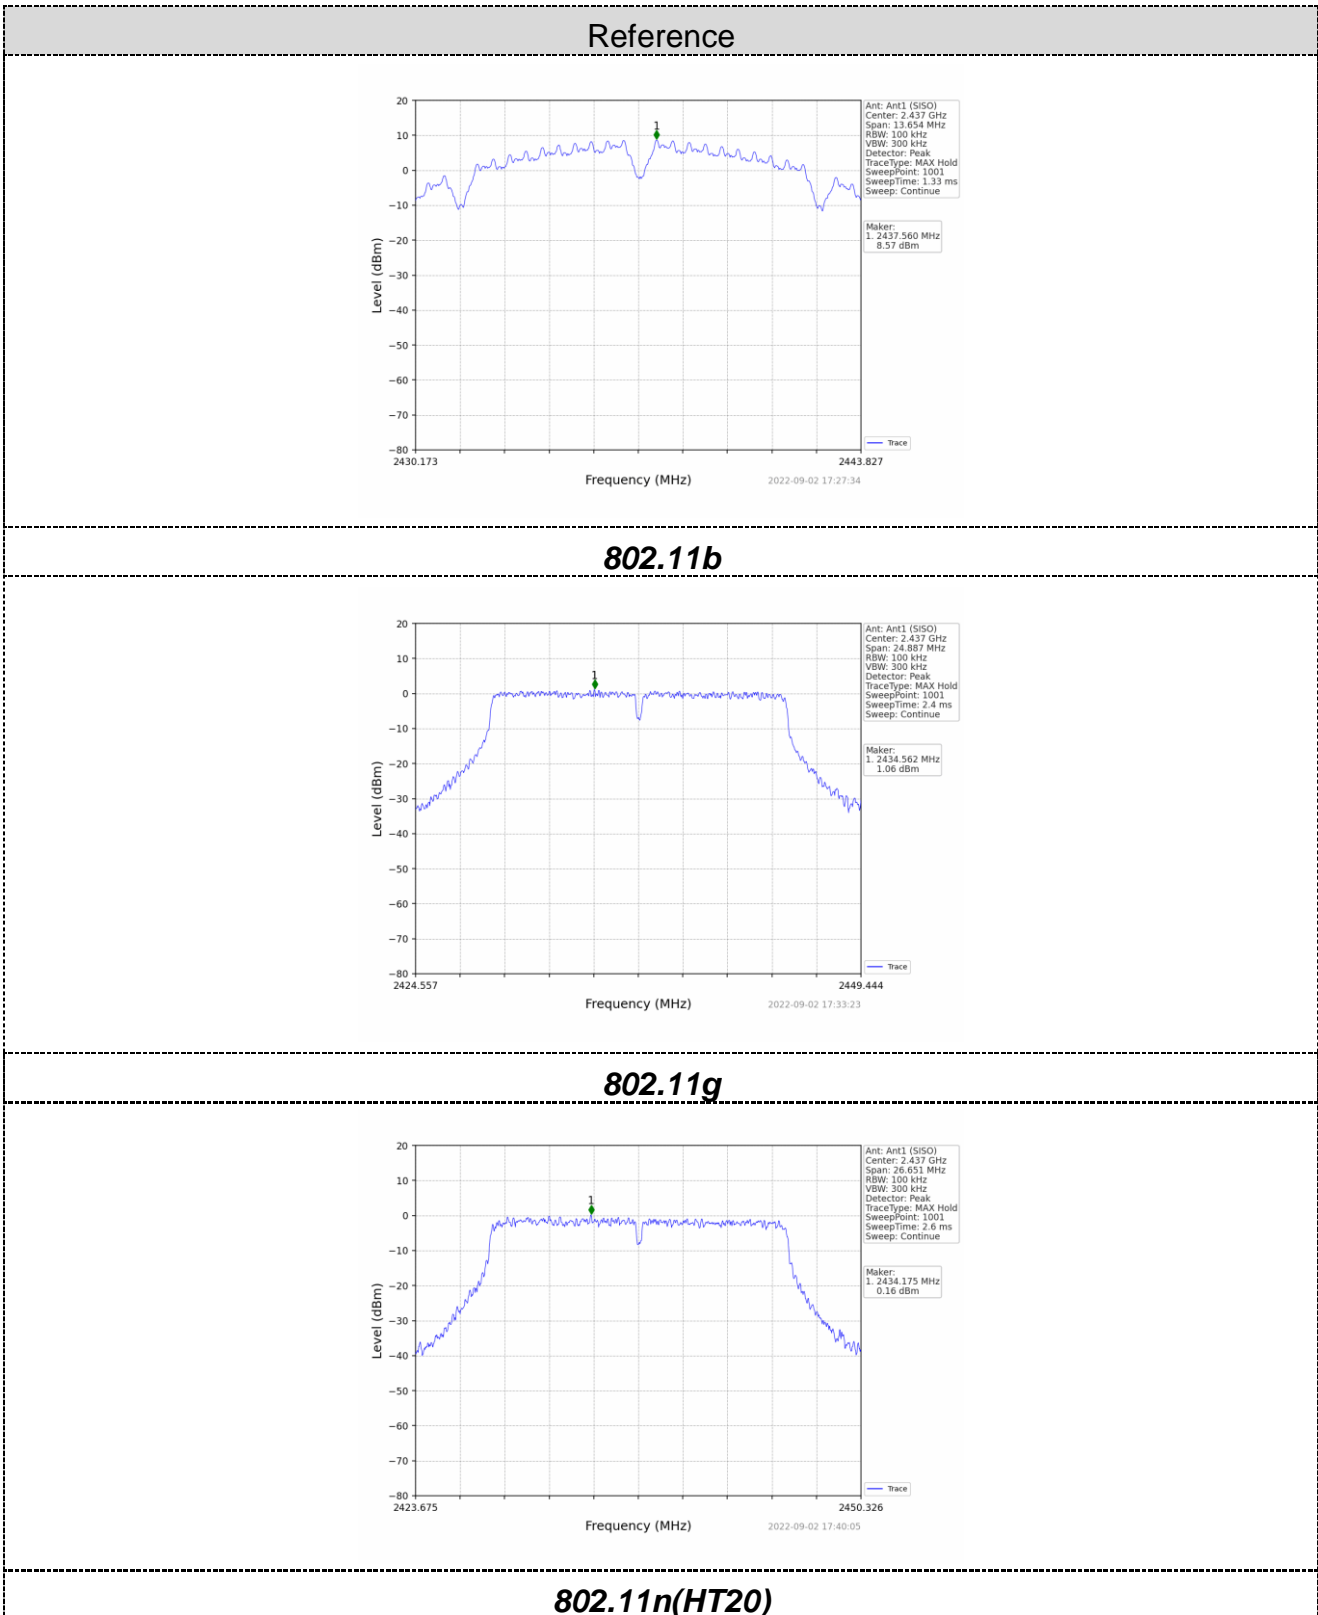 Reference
20
10
0
−10
−20
−30
−40
−50
−60
−70
−80
Level (dBm)
1
2430.173
2443.827
Frequency (MHz)
2022-09-02 17:27:34
Ant: Ant1 (SISO)
Center: 2.437 GHz
Span: 13.654 MHz
RBW: 100 kHz
VBW: 300 kHz
Detector: Peak
TraceType: MAX Hold
SweepPoint: 1001
SweepTime: 1.33 ms
Sweep: Continue
Maker:
1. 2437.560 MHz
8.57 dBm
Trace
802.11b
20
10
0
−10
−20
−30
−40
−50
−60
−70
−80
Level (dBm)
1
2424.557
2449.444
Frequency (MHz)
2022-09-02 17:33:23
Ant: Ant1 (SISO)
Center: 2.437 GHz
Span: 24.887 MHz
RBW: 100 kHz
VBW: 300 kHz
Detector: Peak
TraceType: MAX Hold
SweepPoint: 1001
SweepTime: 2.4 ms
Sweep: Continue
Maker:
1. 2434.562 MHz
1.06 dBm
Trace
802.11g
20
10
0
−10
−20
−30
−40
−50
−60
−70
−80
Level (dBm)
1
2423.675
2450.326
Frequency (MHz)
2022-09-02 17:40:05
Ant: Ant1 (SISO)
Center: 2.437 GHz
Span: 26.651 MHz
RBW: 100 kHz
VBW: 300 kHz
Detector: Peak
TraceType: MAX Hold
SweepPoint: 1001
SweepTime: 2.6 ms
Sweep: Continue
Maker:
1. 2434.175 MHz
0.16 dBm
Trace
802.11n(HT20)